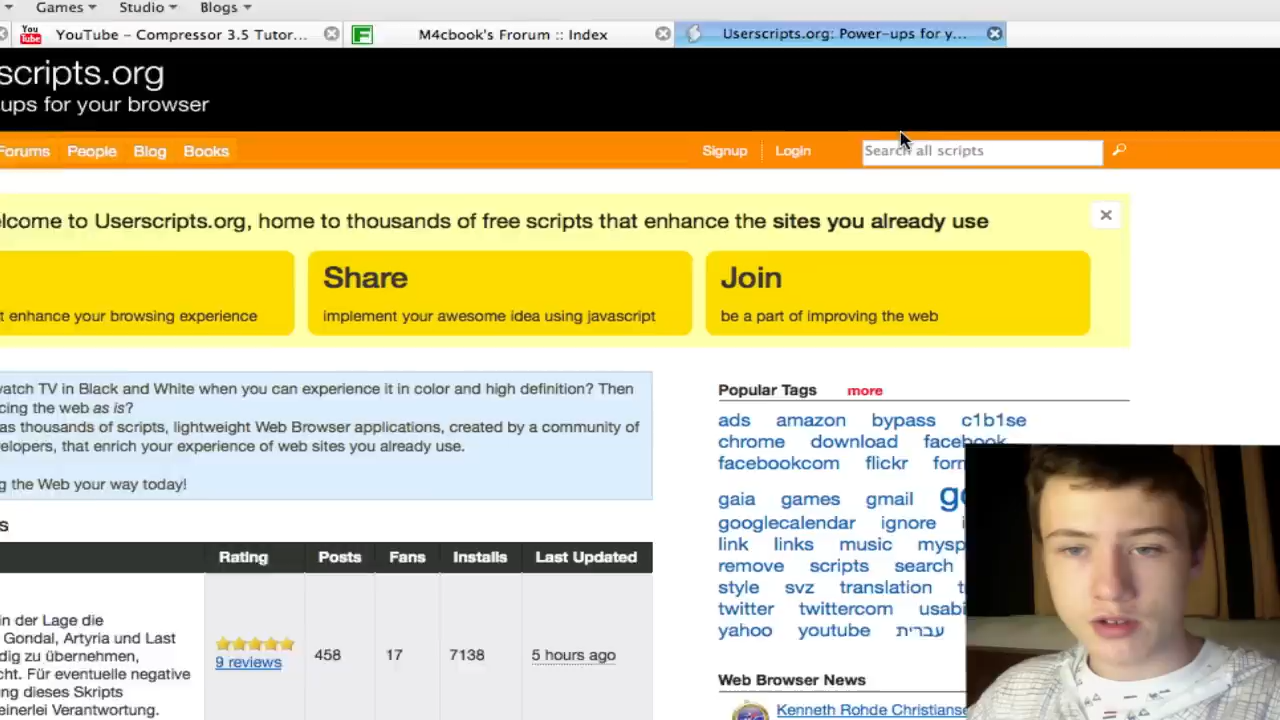 Games
Studio
Blogs
You
Tube
YouTube – Compressor 3.5 Tutor...
M4cbook's Forum :: Index
Userscripts.org: Power-ups for y...
scripts.org
ups for your browser
Forums
People
Blog
Books
Signup
Login
Search all scripts
elcome to Userscripts.org, home to thousands of free scripts that enhance the sites you already use
t enhance your browsing experience
Share
implement your awesome idea using javascript
Join
be a part of improving the web
watch TV in Black and White when you can experience it in color and high definition? Then
cing the web as is?
as thousands of scripts, lightweight Web Browser applications, created by a community of
elopers, that enrich your experience of web sites you already use.
g the Web your way today!
Popular Tags more
ads amazon bypass c1b1se
chrome download facebook
facebookcom flickr forn
gaia games gmail go
googlecalendar ignore
link links music mysp
remove scripts search
style svz translation t
twitter twittercom usabi
yahoo youtube עברית
s
Rating Posts Fans Installs Last Updated
in der Lage die
Gondal, Artyria und Last
dig zu übernehmen,
cht. Für eventuelle negative
ng dieses Skripts
einerlei Verantwortung.
9 reviews
458
17
7138
5 hours ago
Web Browser News
Kenneth Rohde Christianse